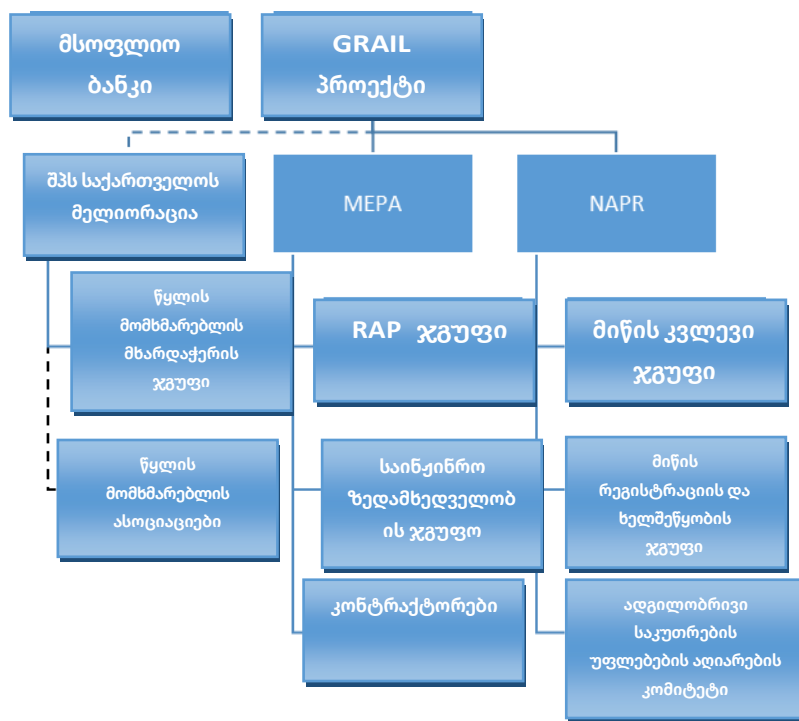 მსოფლიო
ბანკი
GRAIL
პროექტი
შპს საქართველოს
მელიორაცია
MEPA
NAPR
წყლის
მომხმარებლის
მხარდაჭერის
ჯგუფი
RAP ჯგუფი
მიწის კვლევი
ჯგუფი
წყლის
მომხმარებლის
ასოციაციები
საინჟინრო
ზედამხედველობ
ის ჯგუფო
მიწის
რეგისტრაციის და
ხელშეწყობის
ჯგუფი
კონტრაქტორები
ადგილობრივი
საკუთრების
უფლებების აღიარების
კომიტეტი